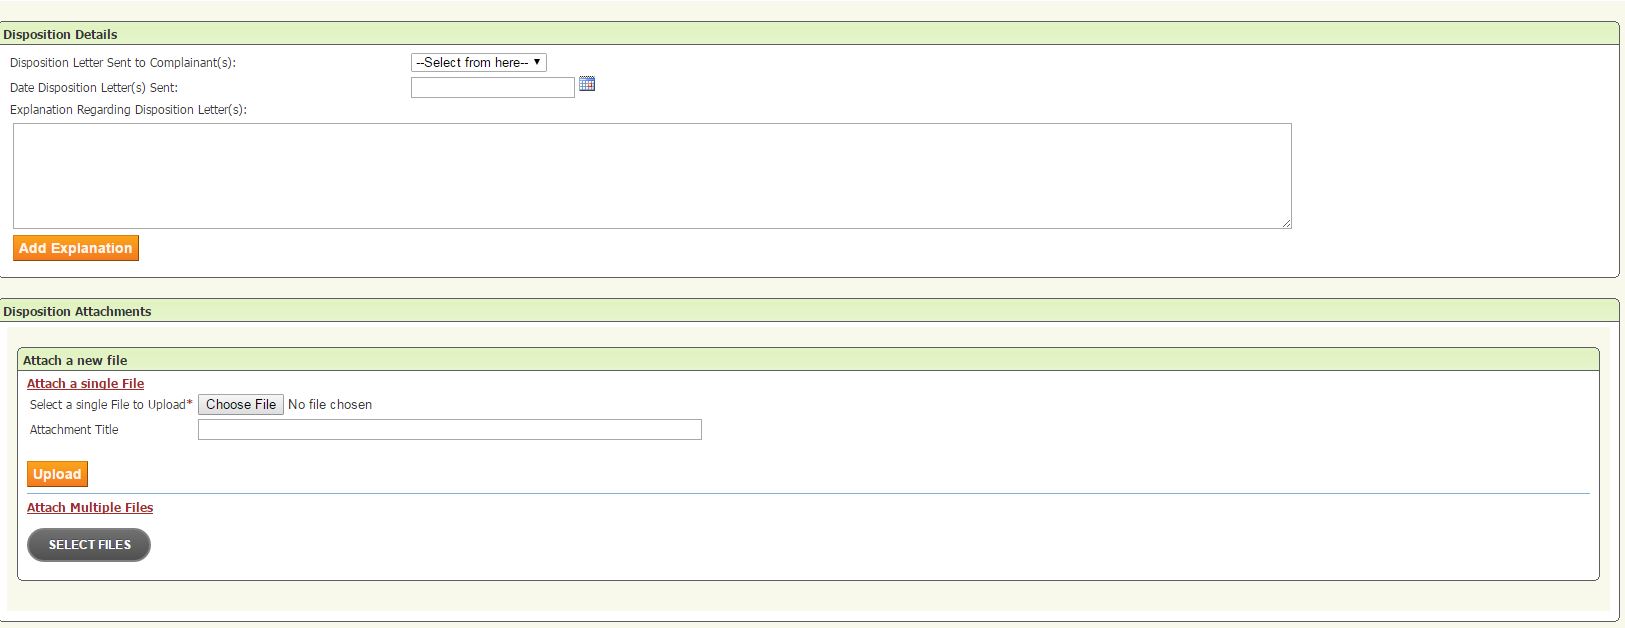 Disposition Details
Disposition Letter Sent to Complainant(s): --Select from here--
Date Disposition Letter(s) Sent:
Explanation Regarding Disposition Letter(s):
Add Explanation
Disposition Attachments
Attach a new file
Attach a single File
Select a single File to Upload* Choose File No file chosen
Attachment Title
Upload
Attach Multiple Files
SELECT FILES